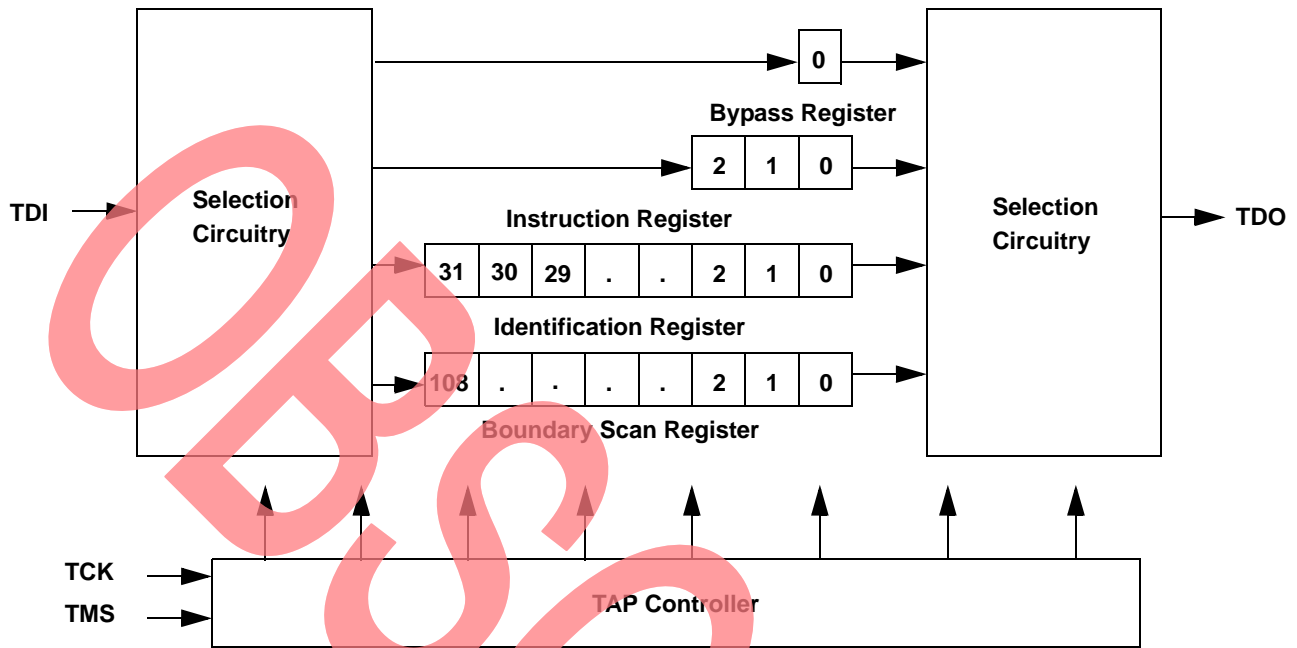 0
Bypass Register
2 1 0
TDI
Selection
Circuitry
Instruction Register
Selection
Circuitry
TDO
31 30 29 . . 2 1 0
Identification Register
108 . . . . 2 1 0
Boundary Scan Register
TCK
TMS
TAP Controller
OBSO